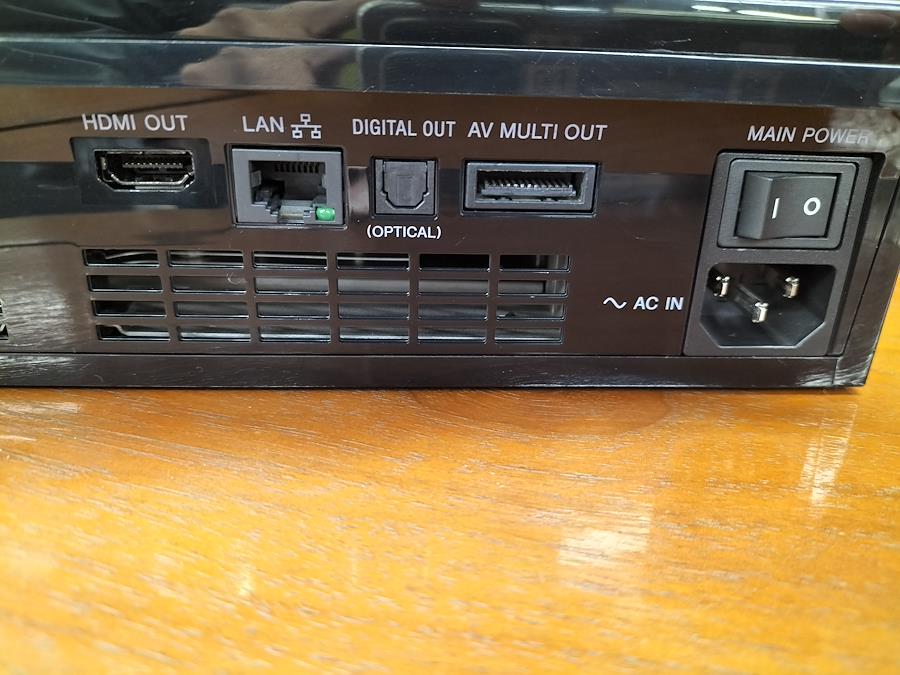 HDMI OUT
LAN
DIGITAL OUT
(OPTICAL)
AV MULTI OUT
MAIN POWER
I O
~ AC IN